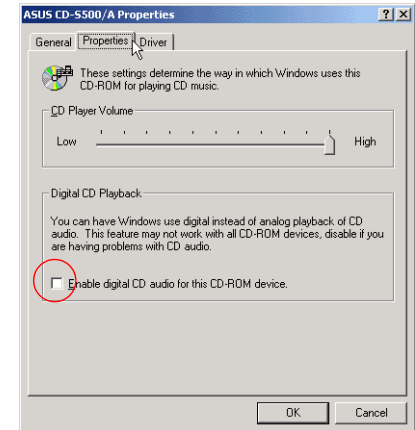 ASUS CD-S500/A Properties
General Properties Driver
These settings determine the way in which Windows uses this
CD-ROM for playing CD music.
CD Player Volume
Low High
Digital CD Playback
You can have Windows use digital instead of analog playback of CD
audio. This feature may not work with all CD-ROM devices, disable if you
are having problems with CD audio.
Enable digital CD audio for this CD-ROM device.
OK Cancel